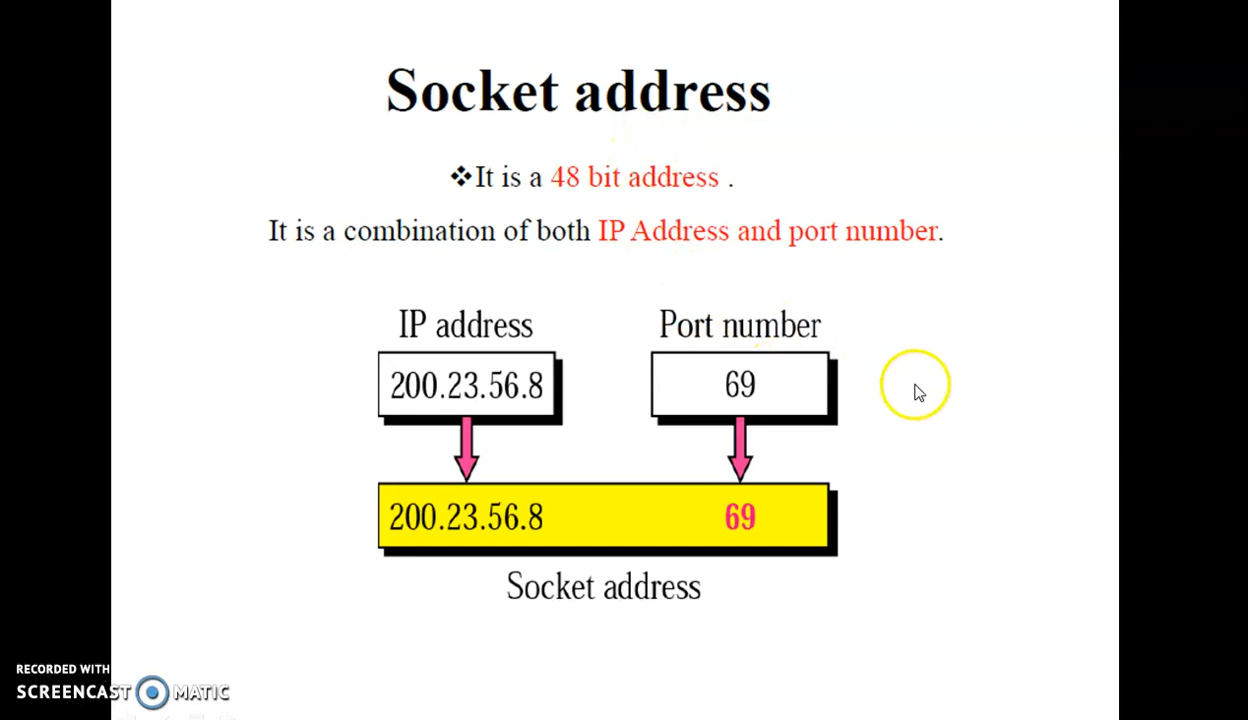 Socket address
❖It is a 48 bit address .
It is a combination of both IP Address and port number.
IP address Port number
200.23.56.8 69
200.23.56.8 69
Socket address
RECORDED WITH
SCREENCAST MATIC